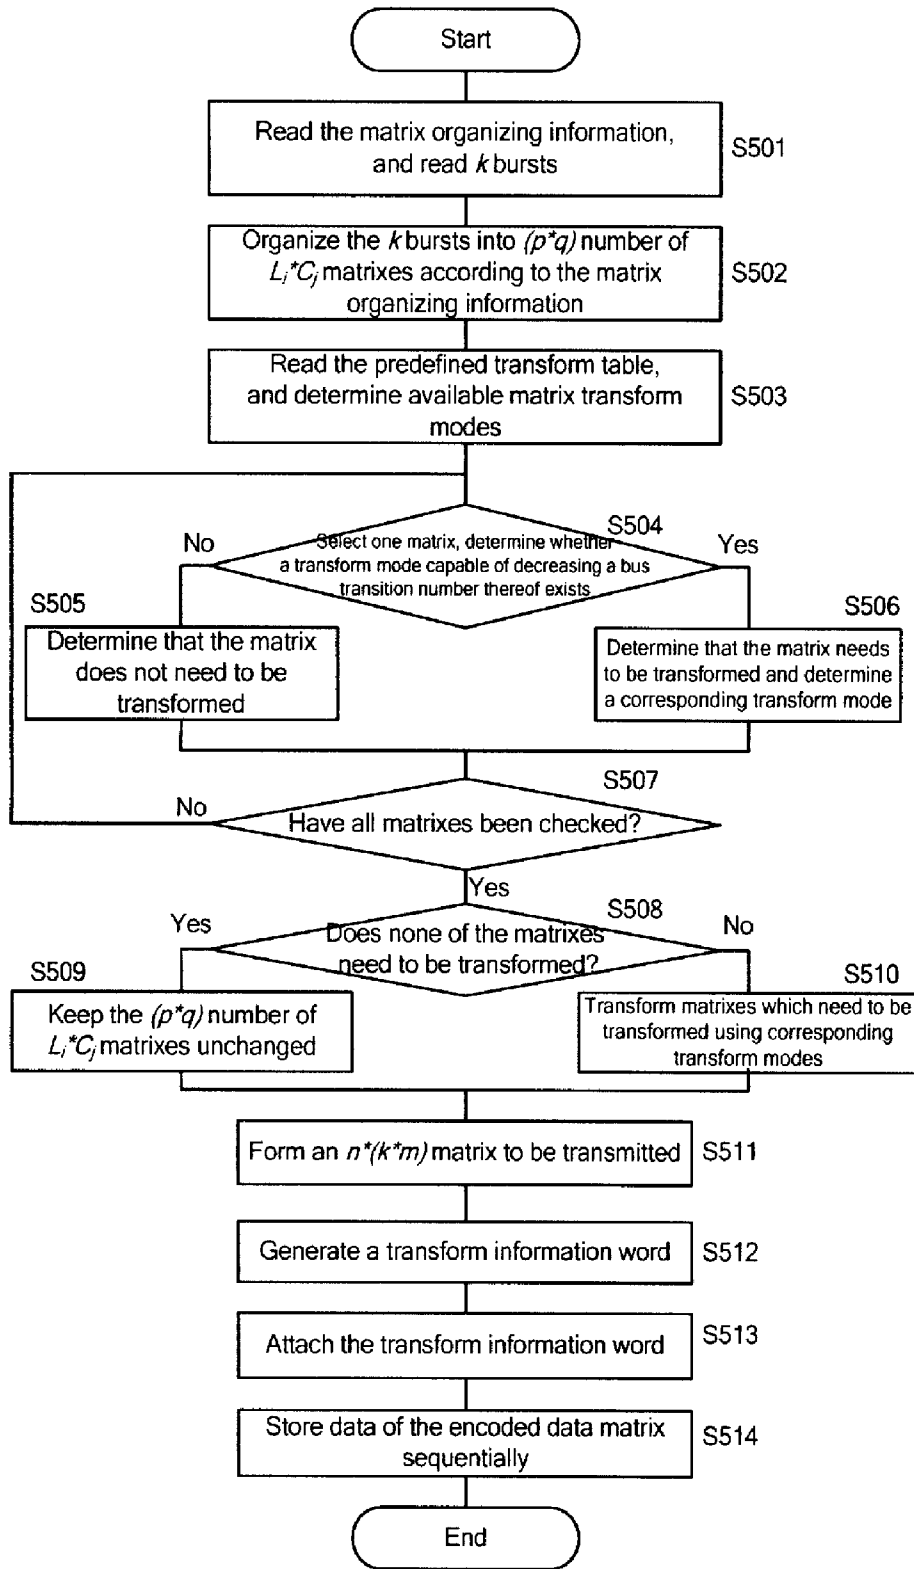 Start
Read the matrix organizing information,
and read k bursts
S501
Organize the k bursts into (p*q) number of
Li*Cj matrixes according to the matrix
organizing information
S502
Read the predefined transform table,
and determine available matrix transform
modes
S503
S504
No
Select one matrix, determine whether
a transform mode capable of decreasing a bus
transition number thereof exists
Yes
S505
Determine that the matrix
does not need to be
transformed
S506
Determine that the matrix needs
to be transformed and determine
a corresponding transform mode
S507
No
Have all matrixes been checked?
Yes
S508
Yes
Does none of the matrixes
need to be transformed?
No
S509
Keep the (p*q) number of
Li*Cj matrixes unchanged
S510
Transform matrixes which need to be
transformed using corresponding
transform modes
Form an n*(k*m) matrix to be transmitted
S511
Generate a transform information word
S512
Attach the transform information word
S513
Store data of the encoded data matrix
sequentially
S514
End